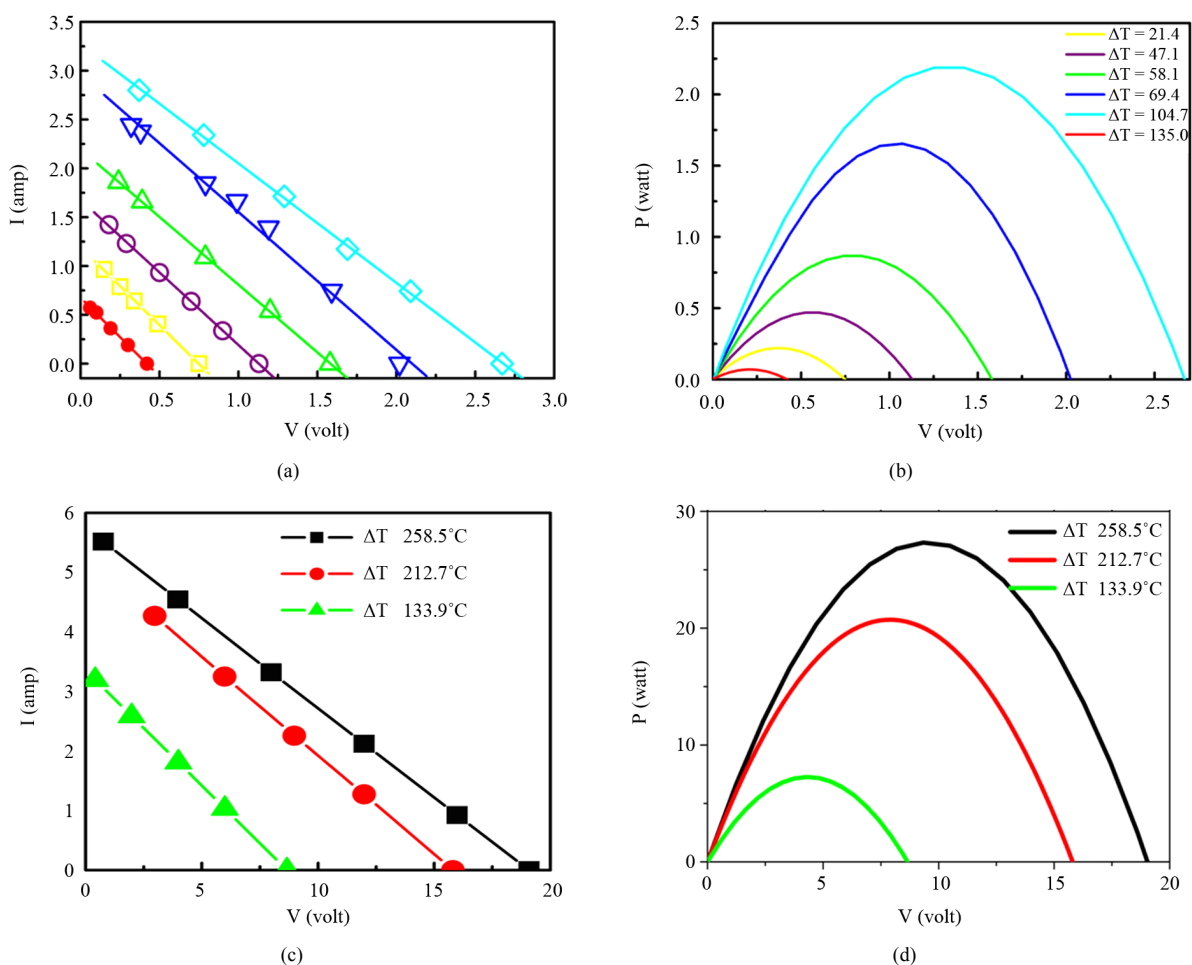 3.5
3.0
2.5
2.0
1.5
1.0
0.5
0.0
I (amp)
0.0 0.5 1.0 1.5 2.0 2.5 3.0
V (volt)
(a)
2.5
2.0
1.5
1.0
0.5
0.0
P (watt)
ΔT = 21.4
ΔT = 47.1
ΔT = 58.1
ΔT = 69.4
ΔT = 104.7
ΔT = 135.0
0.0 0.5 1.0 1.5 2.0 2.5
V (volt)
(b)
6
5
4
3
2
1
0
I (amp)
ΔT 258.5˚C
ΔT 212.7˚C
ΔT 133.9˚C
0 5 10 15 20
V (volt)
(c)
30
20
10
0
P (watt)
ΔT 258.5˚C
ΔT 212.7˚C
ΔT 133.9˚C
0 5 10 15 20
V (volt)
(d)